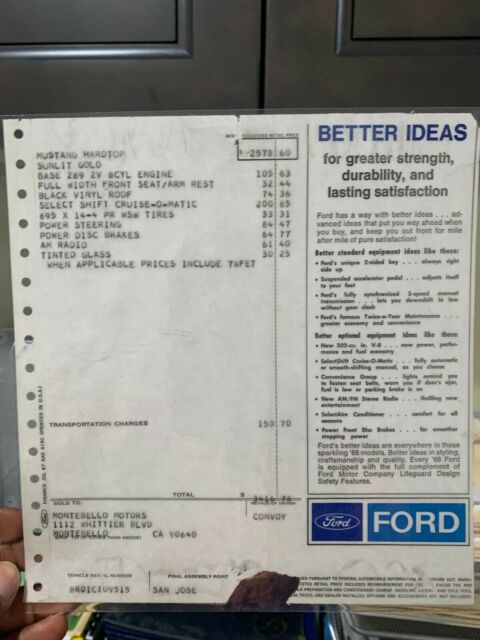 SUGGESTED RETAIL PRICE
MUSTANG HARDTOP 2578 60
SUNLIT GOLD
BASE 289 2V 8CYL ENGINE 105 63
FULL WIDTH FRONT SEAT/ARM REST 32 44
BLACK VINYL ROOF 74 36
SELECT SHIFT CRUISE-O-MATIC 200 85
695 X 14-4 PR WSW TIRES 33 31
POWER STEERING 84 47
POWER DISC BRAKES 64 77
AM RADIO 61 40
TINTED GLASS 30 25
WHEN APPLICABLE PRICES INCLUDE 7%FET
TRANSPORTATION CHARGES 150 70
TOTAL $ 3416 78
SOLD TO: METHOD OF TRANSP.
MONTEBELLO MOTORS CONVOY
1112 WHITTIER BLVD
MONTEBELLO CA 90640
SHIP TO (IF OTHER THAN ABOVE)
VEHICLE SERIAL NUMBER FINAL ASSEMBLY POINT
8R01C109515 SAN JOSE
BETTER IDEAS
for greater strength,
durability, and
lasting satisfaction
Ford has a way with better ideas . . . ad-
vanced ideas that put you way ahead when
you buy, and keep you out front for mile
after mile of pure satisfaction!
Better standard equipment ideas like these:
• Ford's unique 2-sided key . . . always right
side up
• Suspended accelerator pedal . . . adjusts itself
to your foot
• Ford's fully synchronized 3-speed manual
transmission . . . lets you downshift to low
without gear clash
• Ford's famous Twice-a-Year Maintenance . . .
greater economy and convenience
Better optional equipment ideas like these:
• New 302-cu. in. V-8 . . . new power, perfor-
mance and fuel economy
• SelectShift Cruise-O-Matic . . . fully automatic
or smooth-shifting manual, as you choose
• Convenience Group . . . lights remind you
to fasten seat belts, warn you if door's ajar,
fuel is low or parking brake is on
• New AM/FM Stereo Radio . . . thrilling new
entertainment
• SelectAire Conditioner . . . comfort for all
seasons
• Power Front Disc Brakes . . . for smoother
stopping power
Ford's better ideas are everywhere in these
sparkling '68 models. Better ideas in styling,
craftsmanship and quality. Every '68 Ford
is equipped with the full complement of
Ford Motor Company Lifeguard Design
Safety Features.
Ford FORD